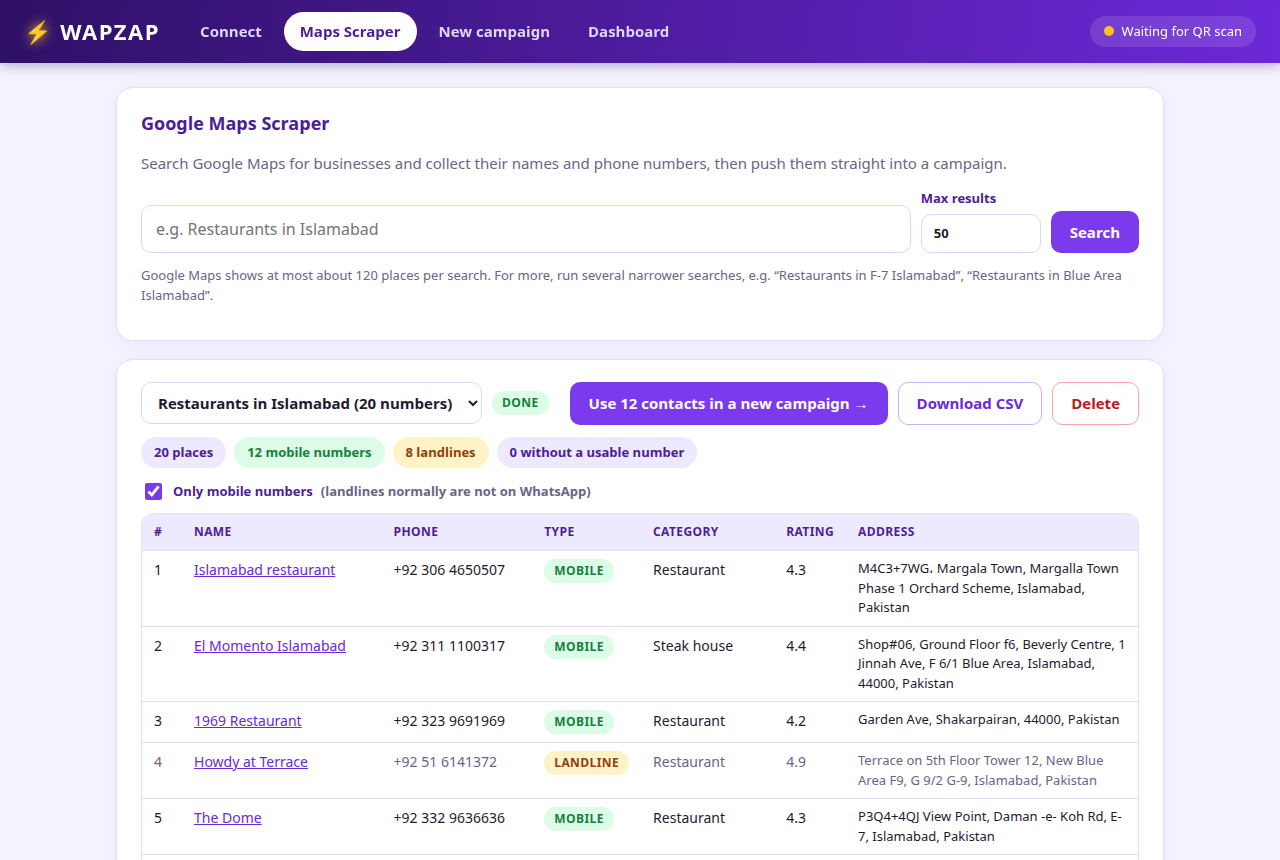 ⚡ WAPZAP Connect Maps Scraper New campaign Dashboard Waiting for QR scan
Google Maps Scraper
Search Google Maps for businesses and collect their names and phone numbers, then push them straight into a campaign.
Max results
e.g. Restaurants in Islamabad 50 Search
Google Maps shows at most about 120 places per search. For more, run several narrower searches, e.g. “Restaurants in F-7 Islamabad”, “Restaurants in Blue Area
Islamabad”.
Restaurants in Islamabad (20 numbers) DONE Use 12 contacts in a new campaign → Download CSV Delete
20 places 12 mobile numbers 8 landlines 0 without a usable number
Only mobile numbers (landlines normally are not on WhatsApp)
# NAME PHONE TYPE CATEGORY RATING ADDRESS
1 Islamabad restaurant +92 306 4650507 MOBILE Restaurant 4.3 M4C3+7WG، Margala Town, Margalla Town
Phase 1 Orchard Scheme, Islamabad,
Pakistan
2 El Momento Islamabad +92 311 1100317 MOBILE Steak house 4.4 Shop#06, Ground Floor f6, Beverly Centre, 1
Jinnah Ave, F 6/1 Blue Area, Islamabad,
44000, Pakistan
3 1969 Restaurant +92 323 9691969 MOBILE Restaurant 4.2 Garden Ave, Shakarpairan, 44000, Pakistan
4 Howdy at Terrace +92 51 6141372 LANDLINE Restaurant 4.9 Terrace on 5th Floor Tower 12, New Blue
Area F9, G 9/2 G-9, Islamabad, Pakistan
5 The Dome +92 332 9636636 MOBILE Restaurant 4.3 P3Q4+4QJ View Point, Daman -e- Koh Rd, E-
7, Islamabad, Pakistan